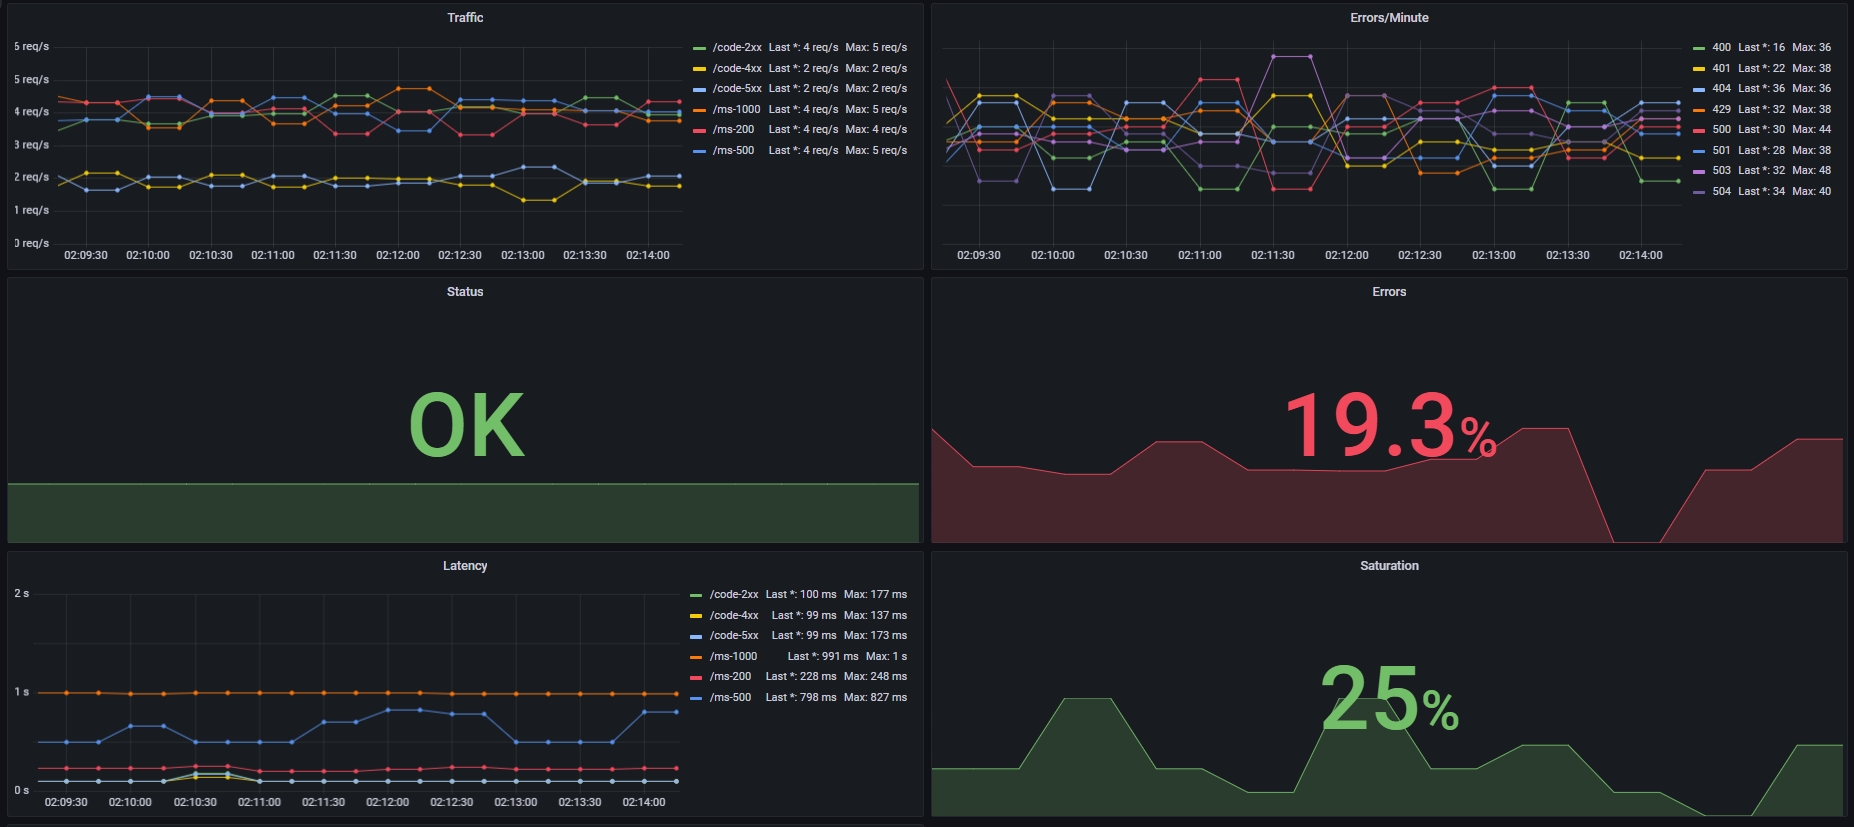 Traffic
6 req/s
5 req/s
4 req/s
3 req/s
2 req/s
1 req/s
0 req/s
02:09:30 02:10:00 02:10:30 02:11:00 02:11:30 02:12:00 02:12:30 02:13:00 02:13:30 02:14:00
/code-2xx Last *: 4 req/s Max: 5 req/s
/code-4xx Last *: 2 req/s Max: 2 req/s
/code-5xx Last *: 2 req/s Max: 2 req/s
/ms-1000 Last *: 4 req/s Max: 5 req/s
/ms-200 Last *: 4 req/s Max: 4 req/s
/ms-500 Last *: 4 req/s Max: 5 req/s
Errors/Minute
02:09:30 02:10:00 02:10:30 02:11:00 02:11:30 02:12:00 02:12:30 02:13:00 02:13:30 02:14:00
400 Last *: 16 Max: 36
401 Last *: 22 Max: 38
404 Last *: 36 Max: 36
429 Last *: 32 Max: 38
500 Last *: 30 Max: 44
501 Last *: 28 Max: 38
503 Last *: 32 Max: 48
504 Last *: 34 Max: 40
Status
OK
Errors
19.3%
Latency
2 s
1 s
0 s
02:09:30 02:10:00 02:10:30 02:11:00 02:11:30 02:12:00 02:12:30 02:13:00 02:13:30 02:14:00
/code-2xx Last *: 100 ms Max: 177 ms
/code-4xx Last *: 99 ms Max: 137 ms
/code-5xx Last *: 99 ms Max: 173 ms
/ms-1000 Last *: 991 ms Max: 1 s
/ms-200 Last *: 228 ms Max: 248 ms
/ms-500 Last *: 798 ms Max: 827 ms
Saturation
25%